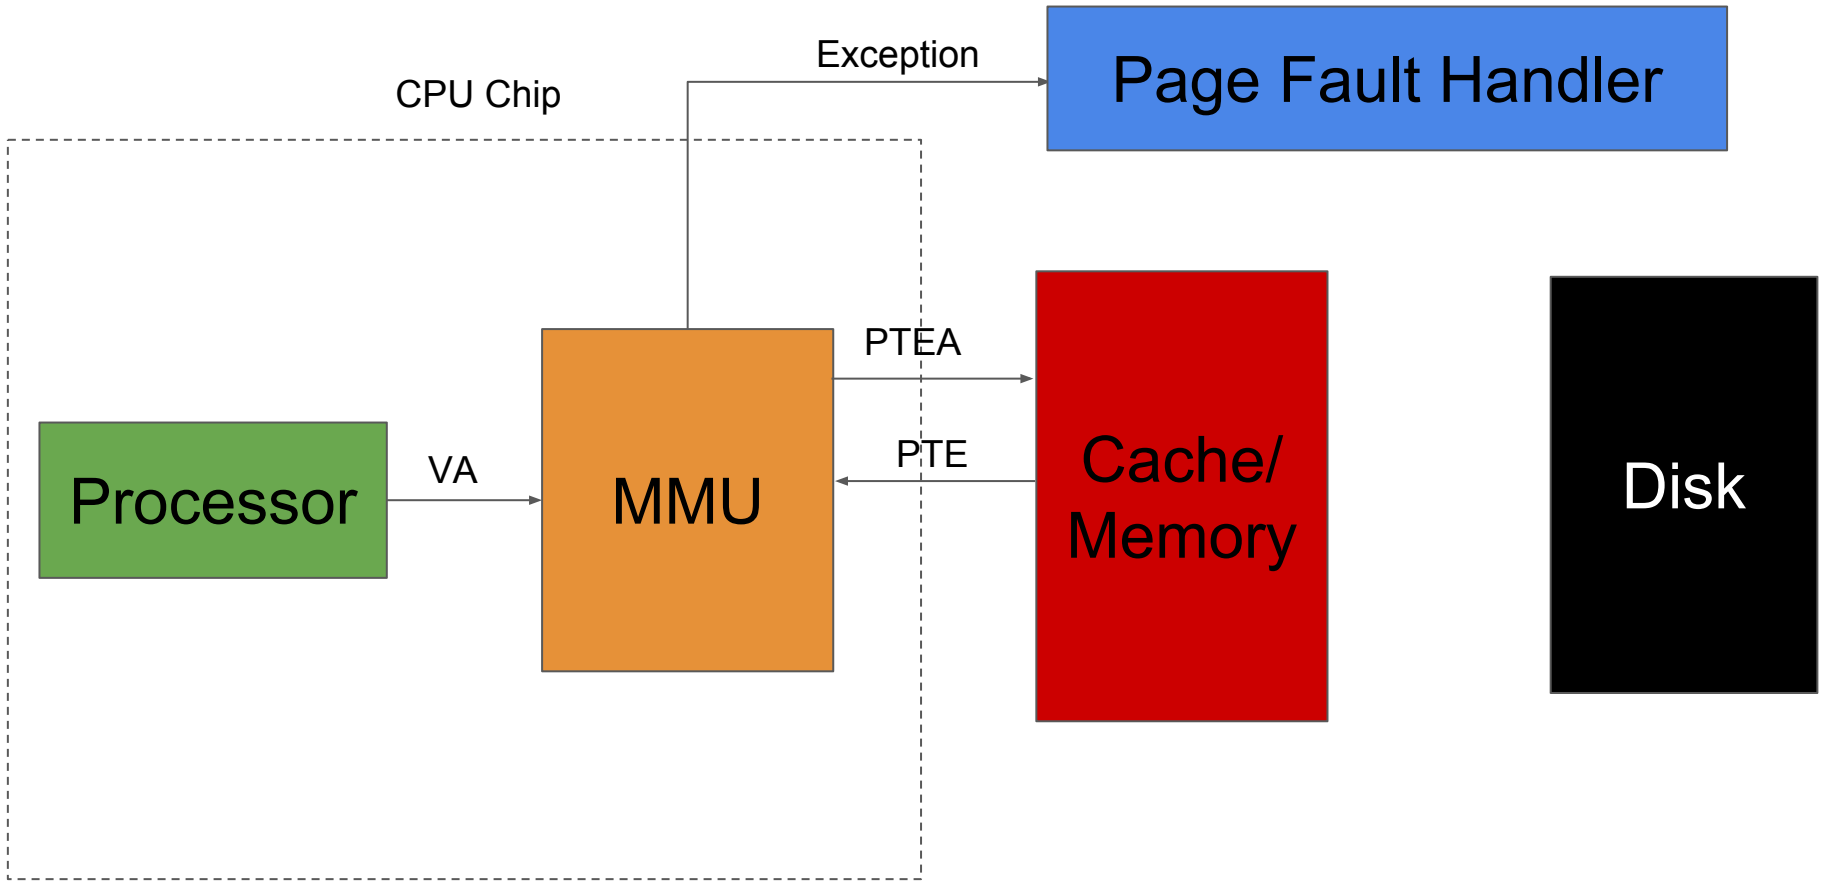 Exception
Page Fault Handler
CPU Chip
PTEA
Processor
VA
MMU
PTE
Cache/
Memory
Disk